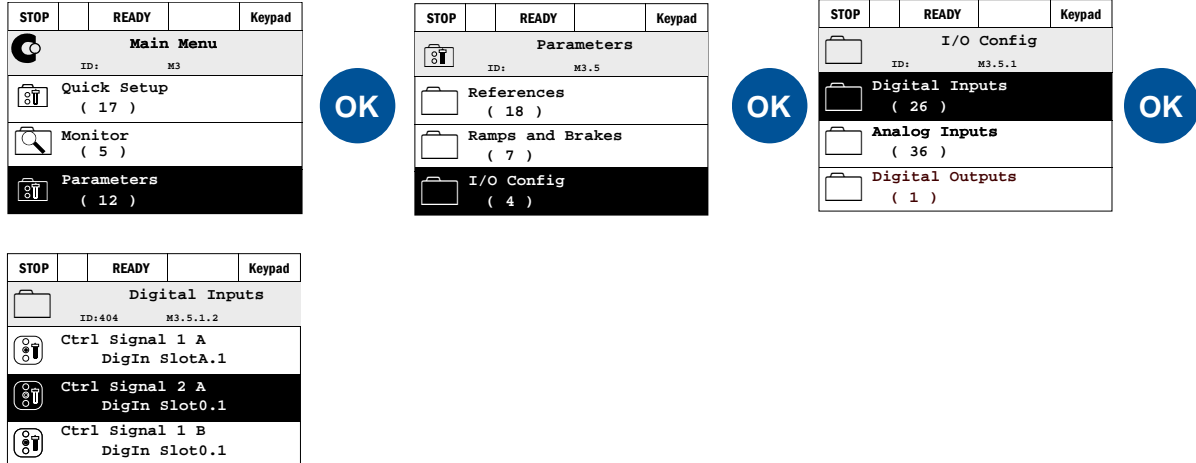 STOP READY Keypad
Main Menu
ID: M3
Quick Setup
( 17 )
Monitor
( 5 )
Parameters
( 12 )
OK
STOP READY Keypad
Parameters
ID: M3.5
References
( 18 )
Ramps and Brakes
( 7 )
I/O Config
( 4 )
OK
STOP READY Keypad
I/O Config
ID: M3.5.1
Digital Inputs
( 26 )
Analog Inputs
( 36 )
Digital Outputs
( 1 )
OK
STOP READY Keypad
Digital Inputs
ID:404 M3.5.1.2
Ctrl Signal 1 A
DigIn SlotA.1
Ctrl Signal 2 A
DigIn Slot0.1
Ctrl Signal 1 B
DigIn Slot0.1